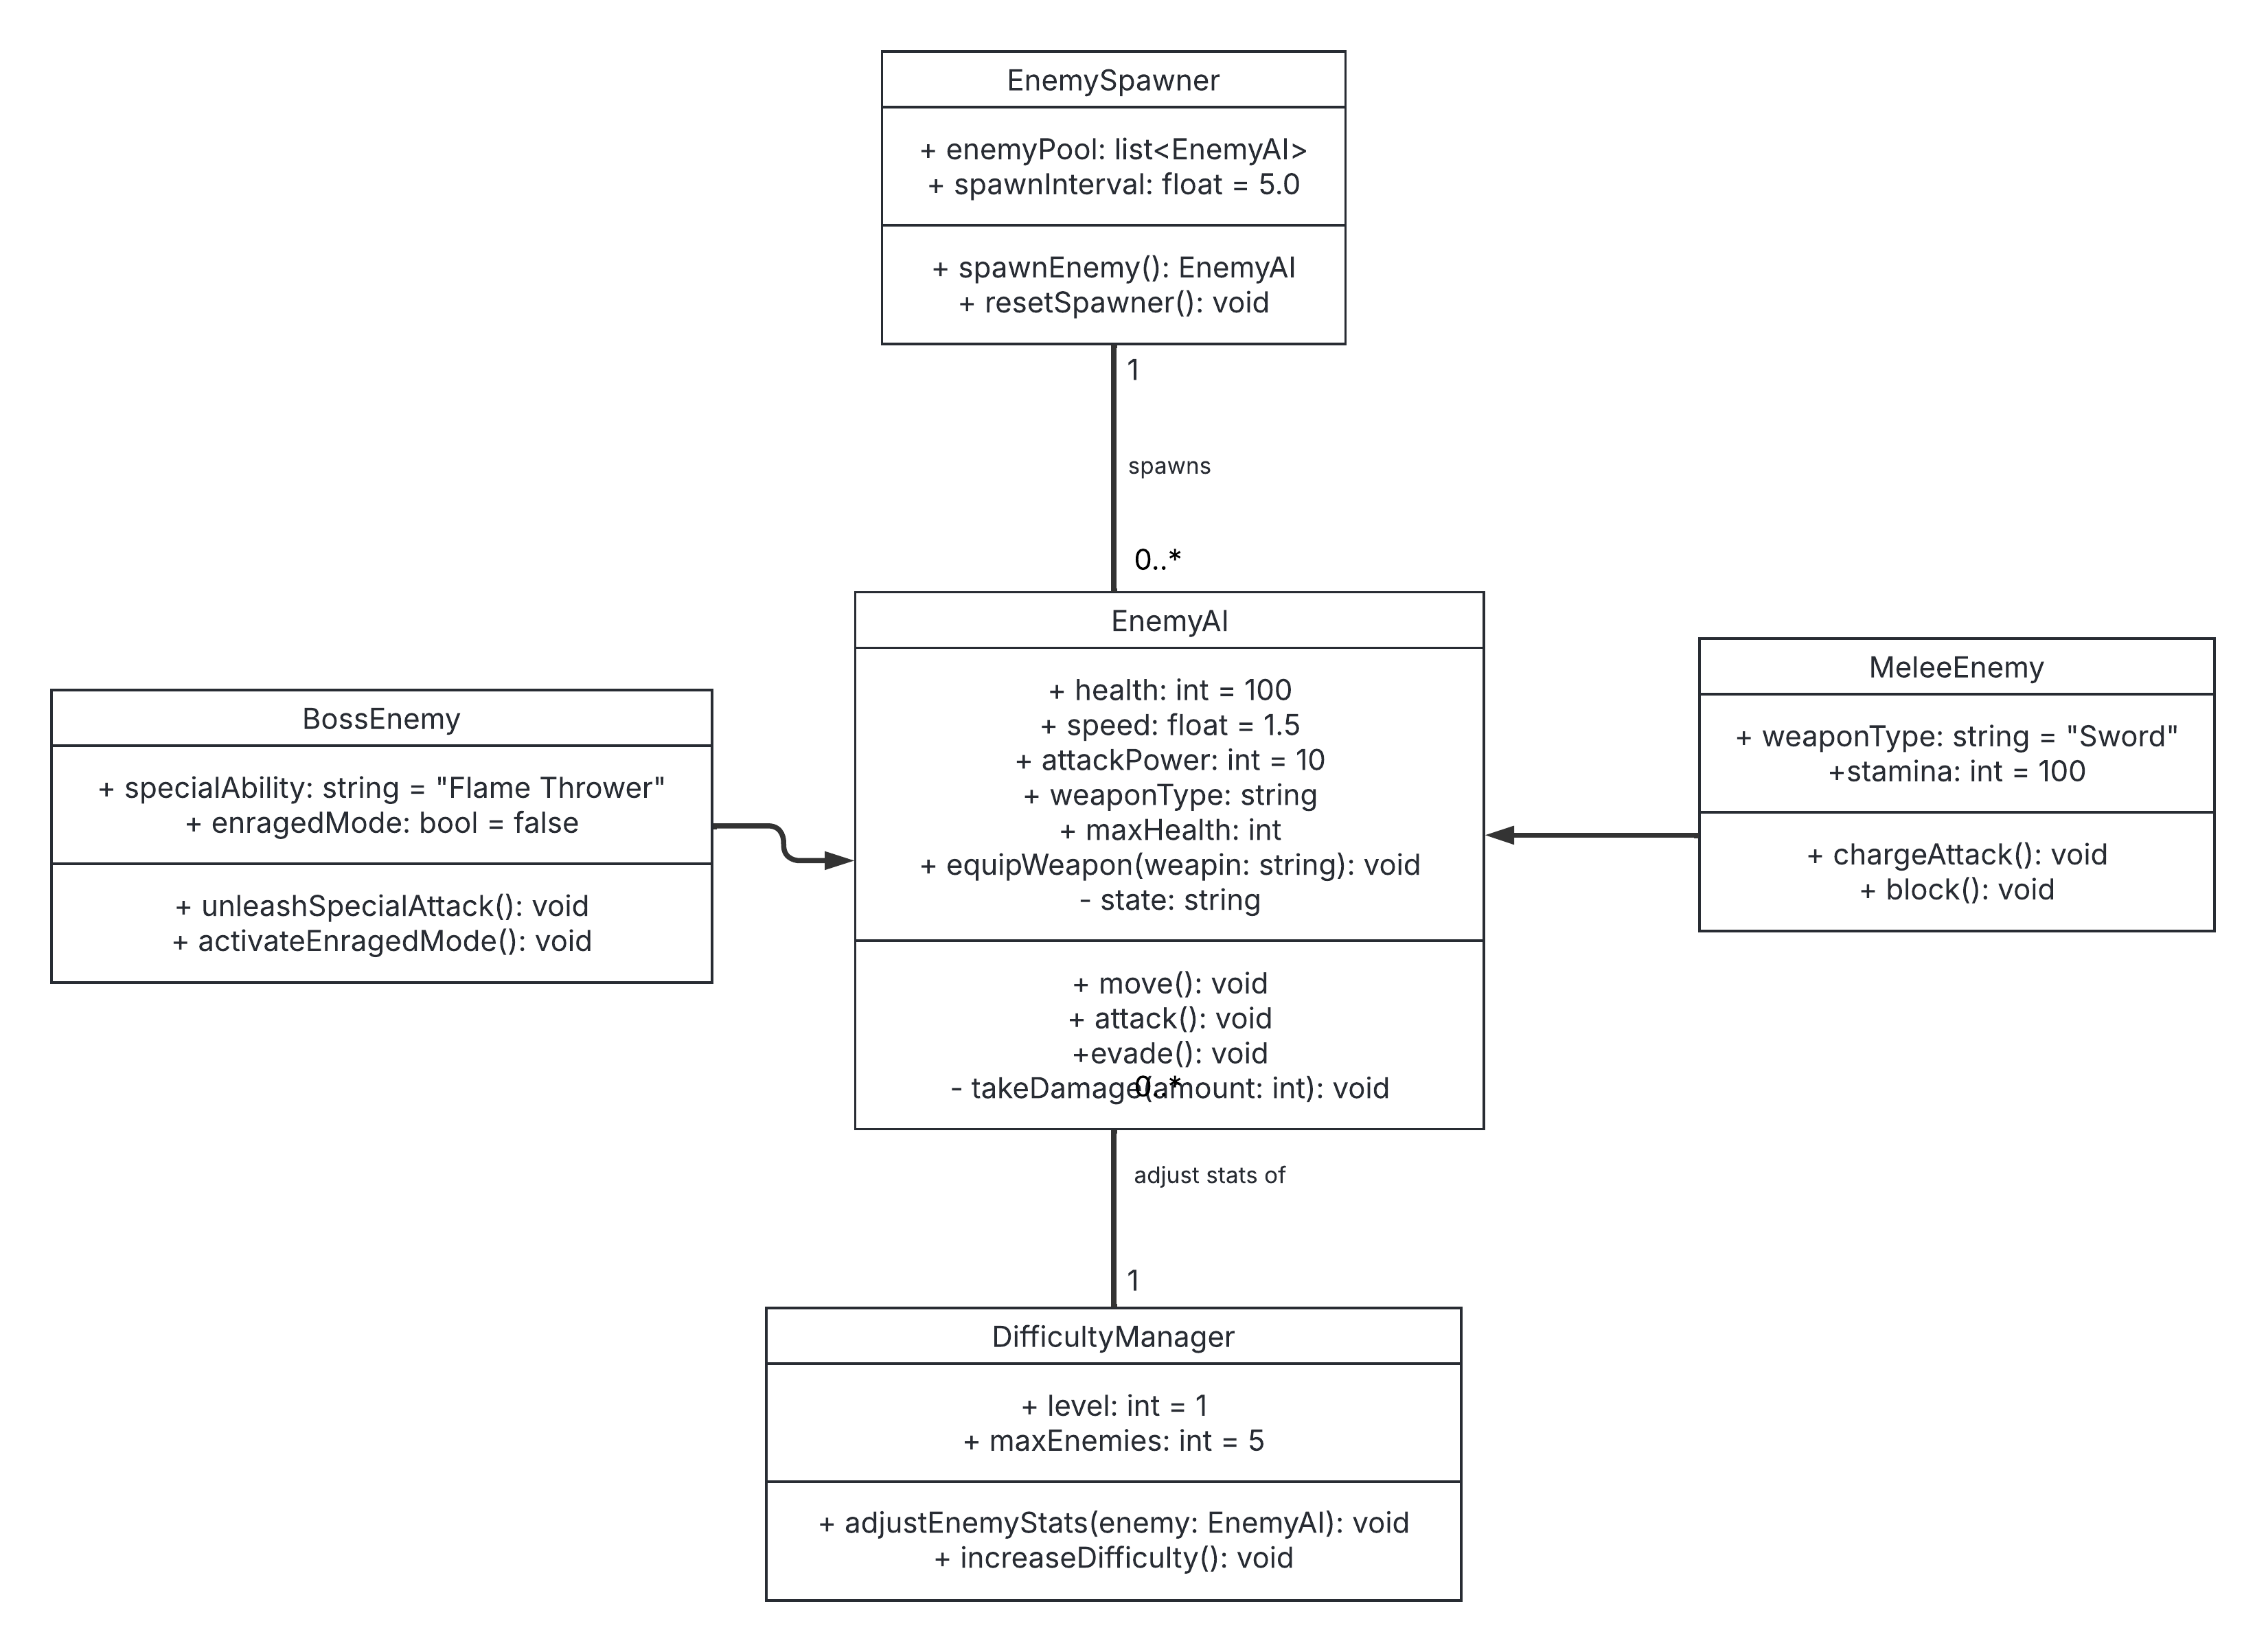 EnemySpawner
+ enemyPool: list<EnemyAI>
+ spawnInterval: float = 5.0
+ spawnEnemy(): EnemyAI
+ resetSpawner(): void
1
spawns
0..*
EnemyAI
+ health: int = 100
+ speed: float = 1.5
+ attackPower: int = 10
+ weaponType: string
+ maxHealth: int
+ equipWeapon(weapin: string): void
- state: string
+ move(): void
+ attack(): void
+evade(): void
- takeDamage(amount: int): void
0..*
BossEnemy
+ specialAbility: string = "Flame Thrower"
+ enragedMode: bool = false
+ unleashSpecialAttack(): void
+ activateEnragedMode(): void
MeleeEnemy
+ weaponType: string = "Sword"
+stamina: int = 100
+ chargeAttack(): void
+ block(): void
adjust stats of
1
DifficultyManager
+ level: int = 1
+ maxEnemies: int = 5
+ adjustEnemyStats(enemy: EnemyAI): void
+ increaseDifficulty(): void